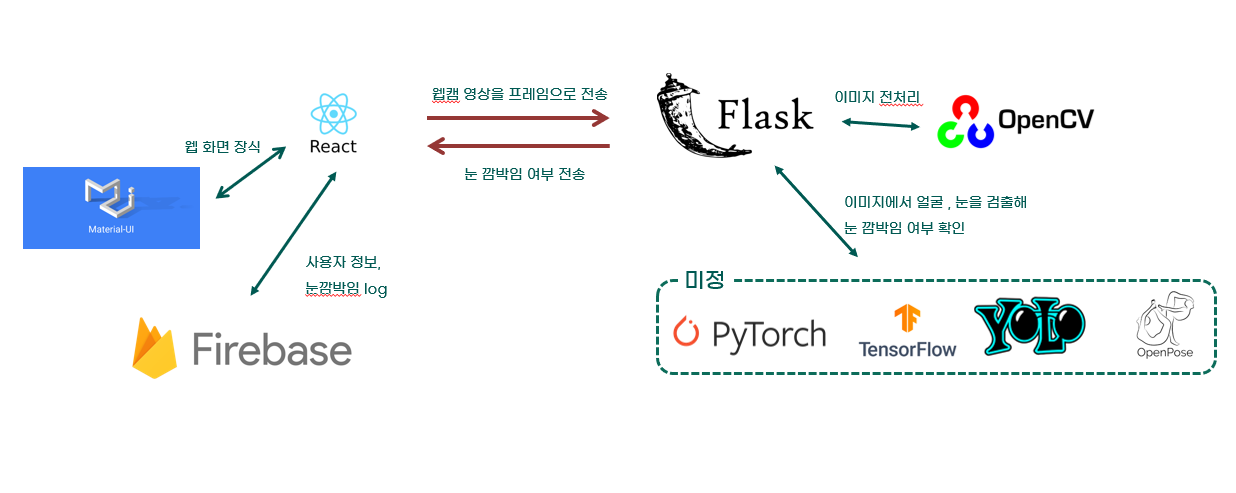 웹캠 영상을 프레임으로 전송
Flask
이미지 전처리
OpenCV
React
웹 화면 장식
눈 깜박임 여부 전송
Material-UI
이미지에서 얼굴 , 눈을 검출해
눈 깜박임 여부 확인
사용자 정보,
눈깜박임 log
미정
Firebase
PyTorch
TensorFlow
YOLO
OpenPose